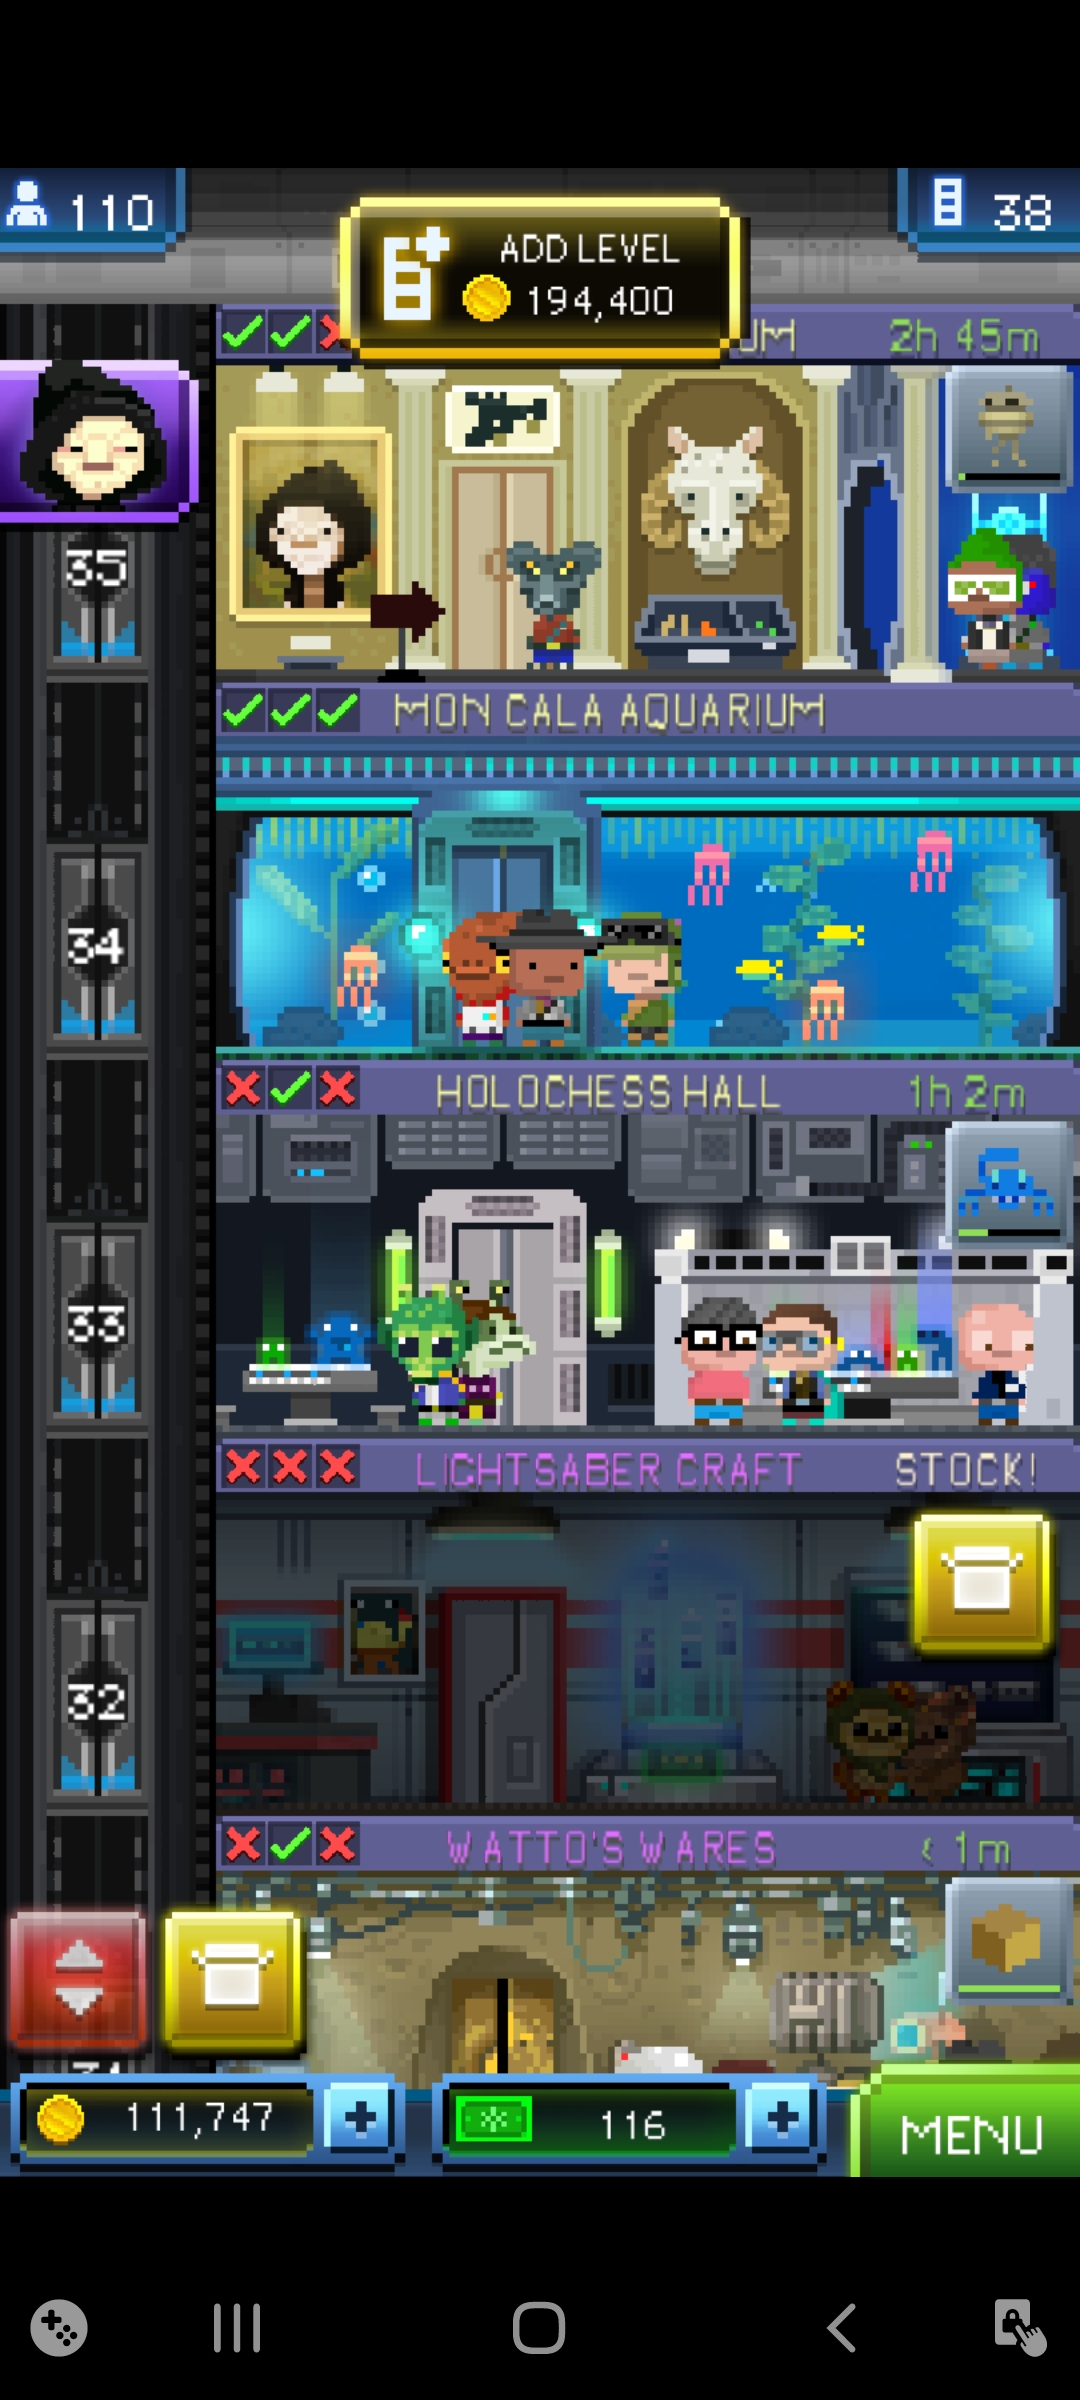 110
ADD LEVEL
194,400
38
UM
2h 45m
35
MON CALA AQUARIUM
34
HOLOCHESS HALL
1h 2m
33
LIGHTSABER CRAFT
STOCK!
32
WATTO'S WARES
< 1m
111,747
116
MENU